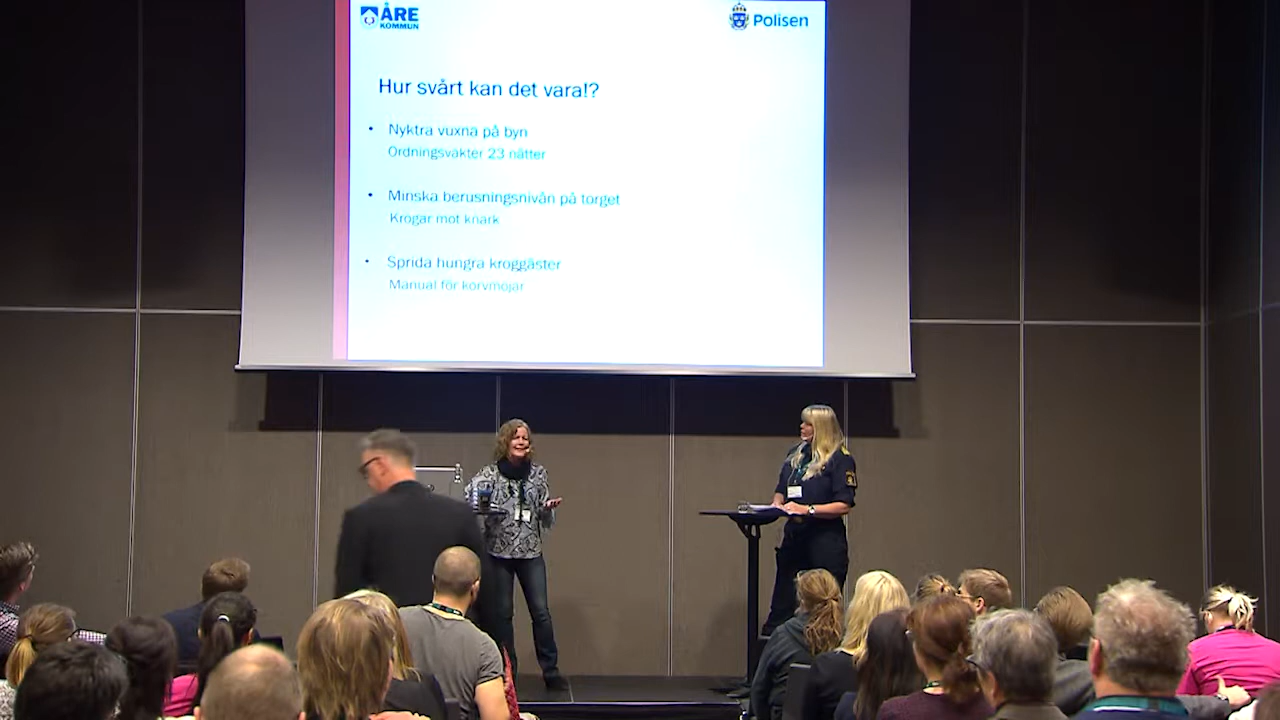 ÅRE
KOMMUN
Polisen
Hur svårt kan det vara!?
• Nyktra vuxna på byn
Ordningsvakter 23 nätter
• Minska berusningsnivån på torget
Krogar mot knark
• Sprida hungra kroggäster
Manual för korvmojar